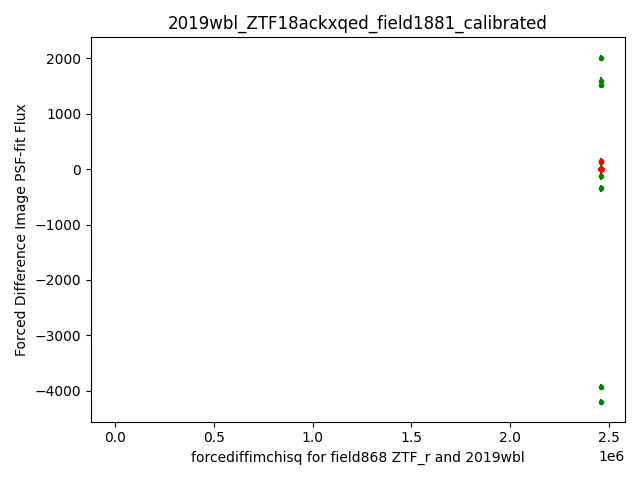 2019wbl_ZTF18ackxqed_field1881_calibrated
Forced Difference Image PSF-fit Flux
2000
1000
0
−1000
−2000
−3000
−4000
0.0 0.5 1.0 1.5 2.0 2.5
1e6
forcediffimchisq for field868 ZTF_r and 2019wbl